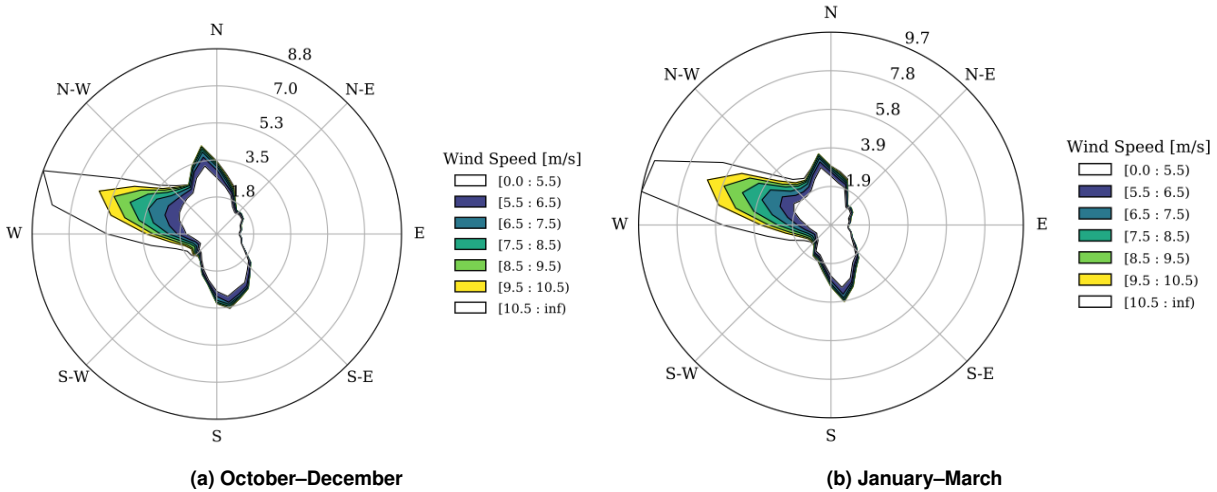 N
N-E
E
S-E
S
S-W
W
N-W
1.8
3.5
5.3
7.0
8.8
Wind Speed [m/s]
[0.0 : 5.5)
[5.5 : 6.5)
[6.5 : 7.5)
[7.5 : 8.5)
[8.5 : 9.5)
[9.5 : 10.5)
[10.5 : inf)
(a) October–December
N
N-E
E
S-E
S
S-W
W
N-W
1.9
3.9
5.8
7.8
9.7
Wind Speed [m/s]
[0.0 : 5.5)
[5.5 : 6.5)
[6.5 : 7.5)
[7.5 : 8.5)
[8.5 : 9.5)
[9.5 : 10.5)
[10.5 : inf)
(b) January–March